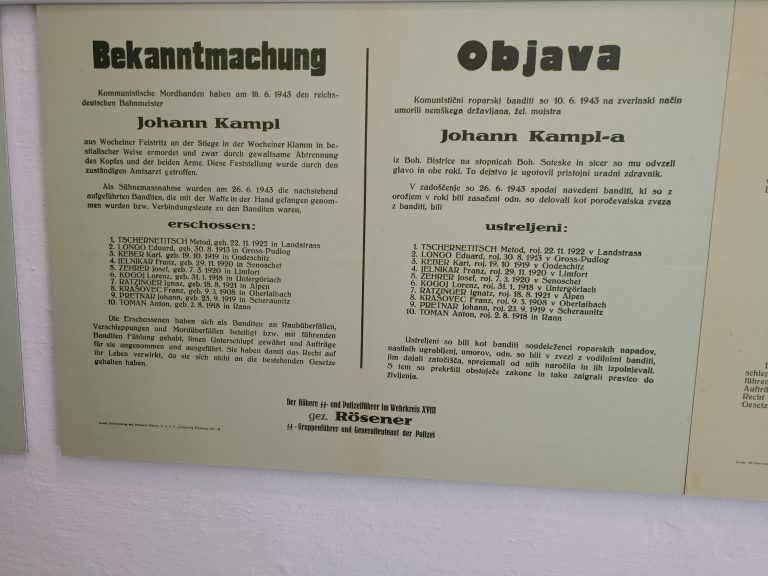 Bekanntmachung
Kommunistische Mordbanden haben am 10. 6. 1943 den reichs-
deutschen Bahnmeister
Johann Kampl
aus Wocheiner Feistritz an der Stiege in der Wocheiner Klamm in be-
stialischer Weise ermordet und zwar durch gewaltsame Abtrennung
des Kopfes und der beiden Arme. Diese Feststellung wurde durch den
zuständigen Amtsarzt getroffen.
Als Sühnemassnahme wurden am 26. 6. 1943 die nachstehend
aufgeführten Banditen, die mit der Waffe in der Hand gefangen genom-
men wurden bzw. Verbindungsleute zu den Banditen waren,
erschossen:
1. TSCHERNETITSCH Metod, geb. 22. 11. 1922 in Landstrass
2. LONGO Eduard, geb. 30. 8. 1913 in Gross-Pudlog
3. KEBER Karl, geb. 19. 10. 1919 in Godeschitz
4. JELNIKAR Franz, geb. 29. 11. 1920 in Senoschet
5. ZEHRER Josef, geb. 7. 3. 1920 in Limfort
6. KOGOJ Lorenz, geb. 31. 1. 1918 in Untergörlach
7. RATZINGER Ignaz, geb. 18. 8. 1921 in Alpen
8. KRASOVEC Franz, geb. 9. 3. 1908 in Oberlaibach
9. PRETNAR Johann, geb. 23. 9. 1919 in Scheraunitz
10. TOMAN Anton, geb. 2. 8. 1918 in Rann
Die Erschossenen haben sich als Banditen an Raubüberfällen,
Verschleppungen und Mordüberfällen beteiligt bzw. mit führenden
Banditen Fühlung gehabt, ihnen Unterschlupf gewährt und Aufträge
für sie angenommen und ausgeführt. Sie haben damit das Recht auf
ihr Leben verwirkt, da sie sich nicht an die bestehenden Gesetze
gehalten haben.
Objava
Komunistični roparski banditi so 10. 6. 1943 na zverinski način
umorili nemškega državljana, žel. mojstra
Johann Kampl-a
iz Boh. Bistrice na stopnicah Boh. Soteske in sicer so mu odvzeli
glavo in obe roki. To dejstvo je ugotovil pristojni uradni zdravnik.
V zadoščenje so 26. 6. 1943 spodaj navedeni banditi, ki so z
orožjem v roki bili zasačeni odn. so delovali kot poročevalska zveza
z banditi, bili
ustreljeni:
1. TSCHERNETITSCH Metod, roj. 22. 11. 1922 v Landstrass
2. LONGO Eduard, roj. 30. 8. 1913 v Gross-Pudlog
3. KEBER Karl, roj. 19. 10 1919 v Godeschitz
4. JELNIKAR Franz, roj. 29. 11. 1920 v Limfort
5. ZEHRER Josef, roj. 7. 3. 1920 v Senoschet
6. KOGOJ Lorenz, roj. 31. 1. 1918 v Untergörlach
7. RATZINGER Ignatz, roj. 18. 8. 1921 v Alpen
8. KRASOVEC Franz, roj. 9. 3. 1908 v Oberlaibach
9. PRETNAR Johann, roj. 23. 9. 1919 v Scheraunitz
10. TOMAN Anton, roj. 2. 8. 1918 in Rann
Ustreljeni so bili kot banditi soudeleženci roparskih napadov,
nasilnih ugrabljenj, umorov, odn. so bili v zvezi z vodilnimi banditi,
jim dajali zatočišča, sprejemali od njih naročila in jih izpolnjevali.
S tem so prekršili obstoječe zakone in tako zaigrali pravico do
življenja.
Der Höhere SS- und Polizeiführer im Wehrkreis XVIII
gez. Rösener
SS-Gruppenführer und Generalleutnant der Polizei
schlep
Aufträ
Recht
Gesetz